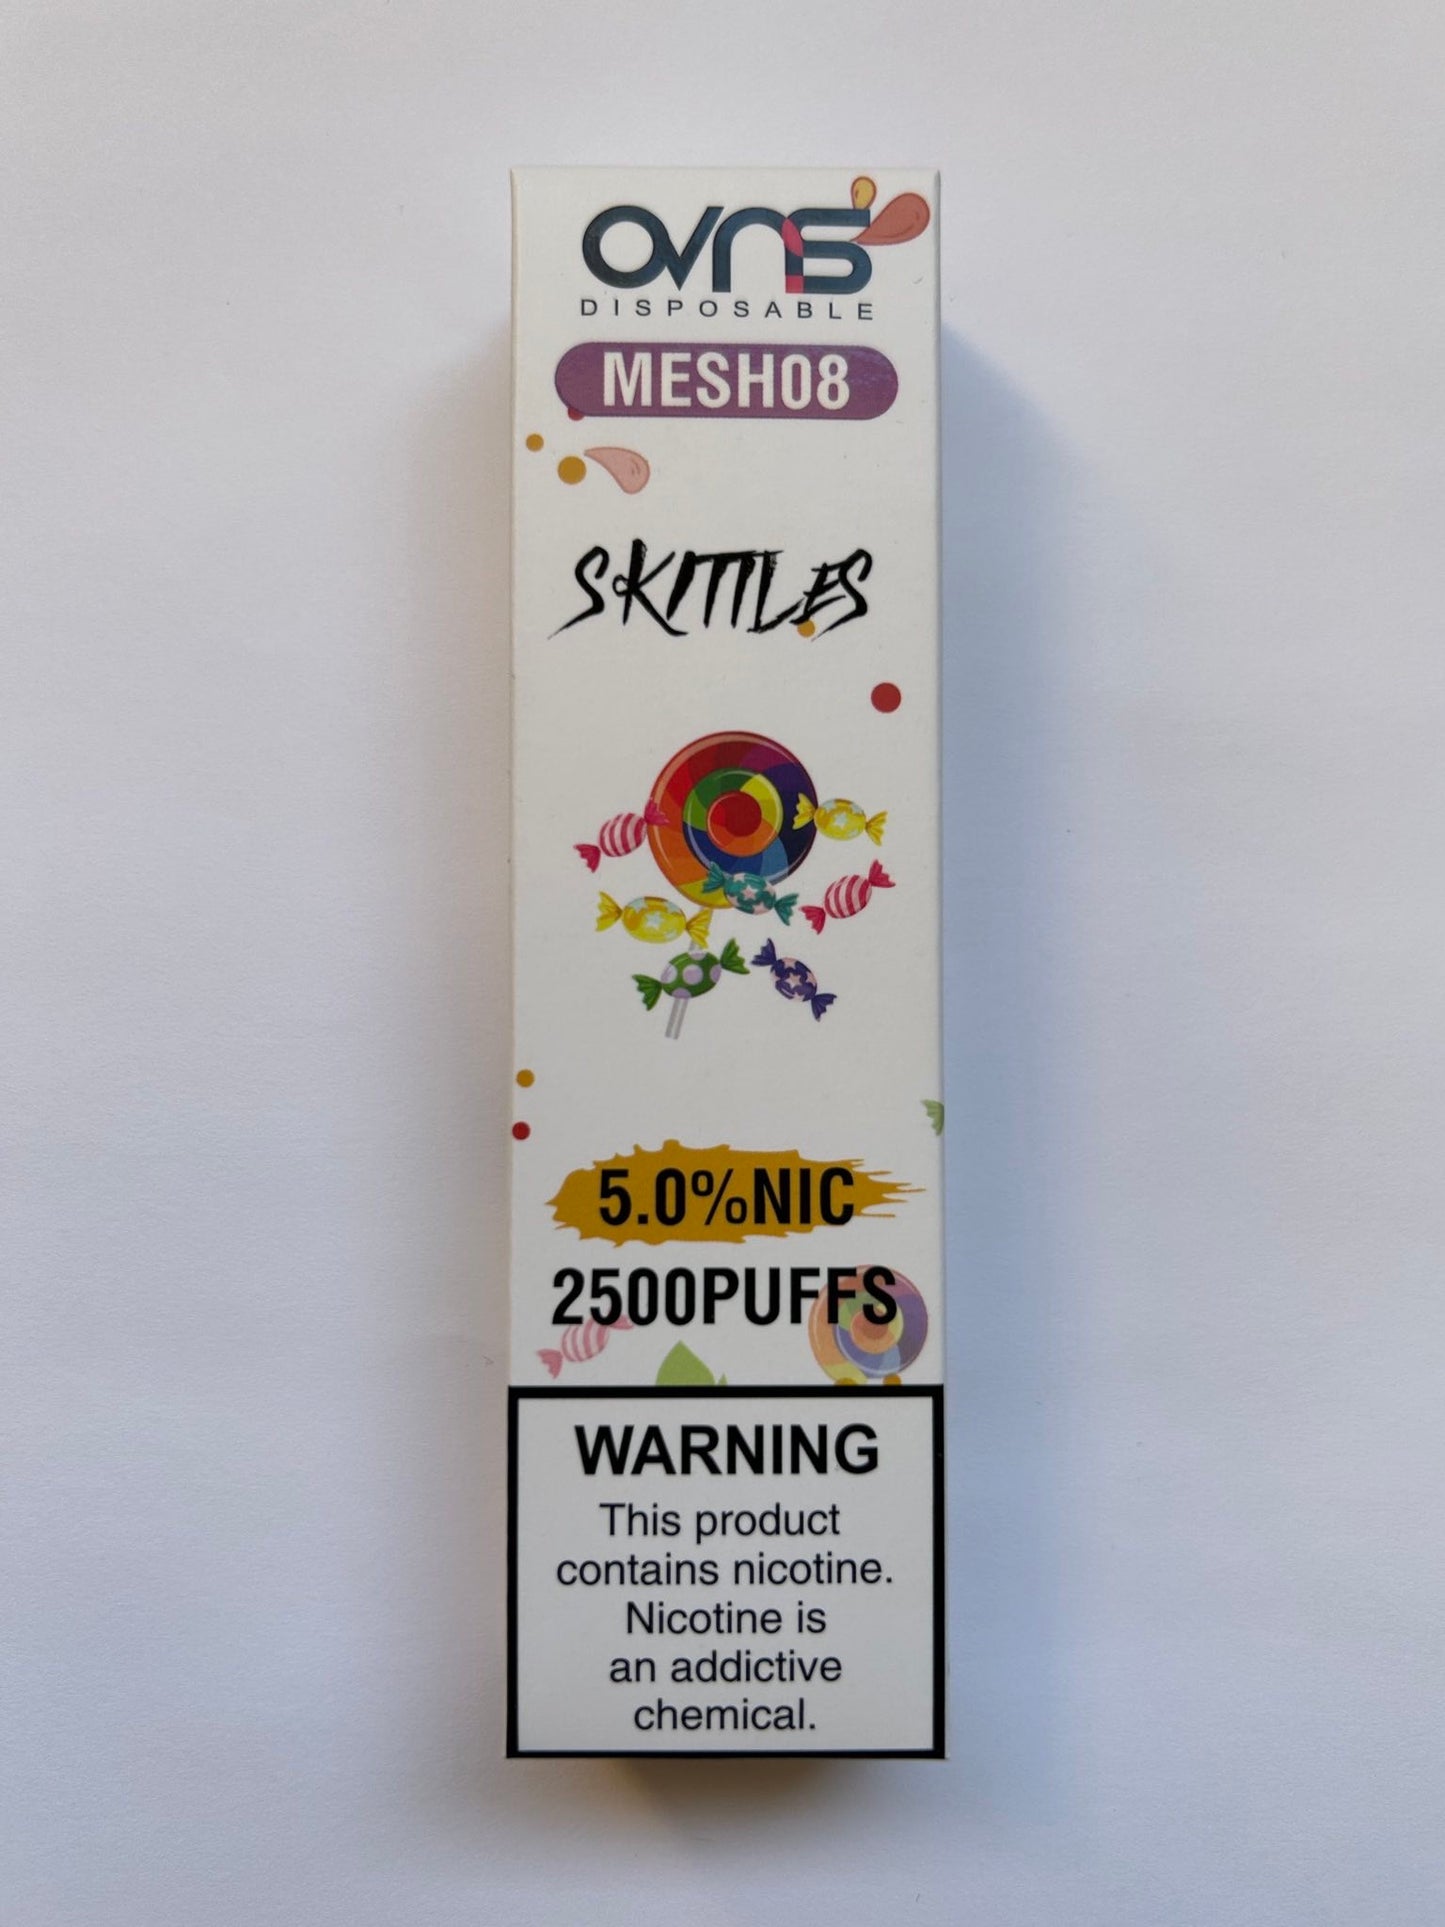 OVNS
DISPOSABLE
MESH08
SKITTLES
5.0%NIC
2500PUFFS
WARNING
This product
contains nicotine.
Nicotine is
an addictive
chemical.